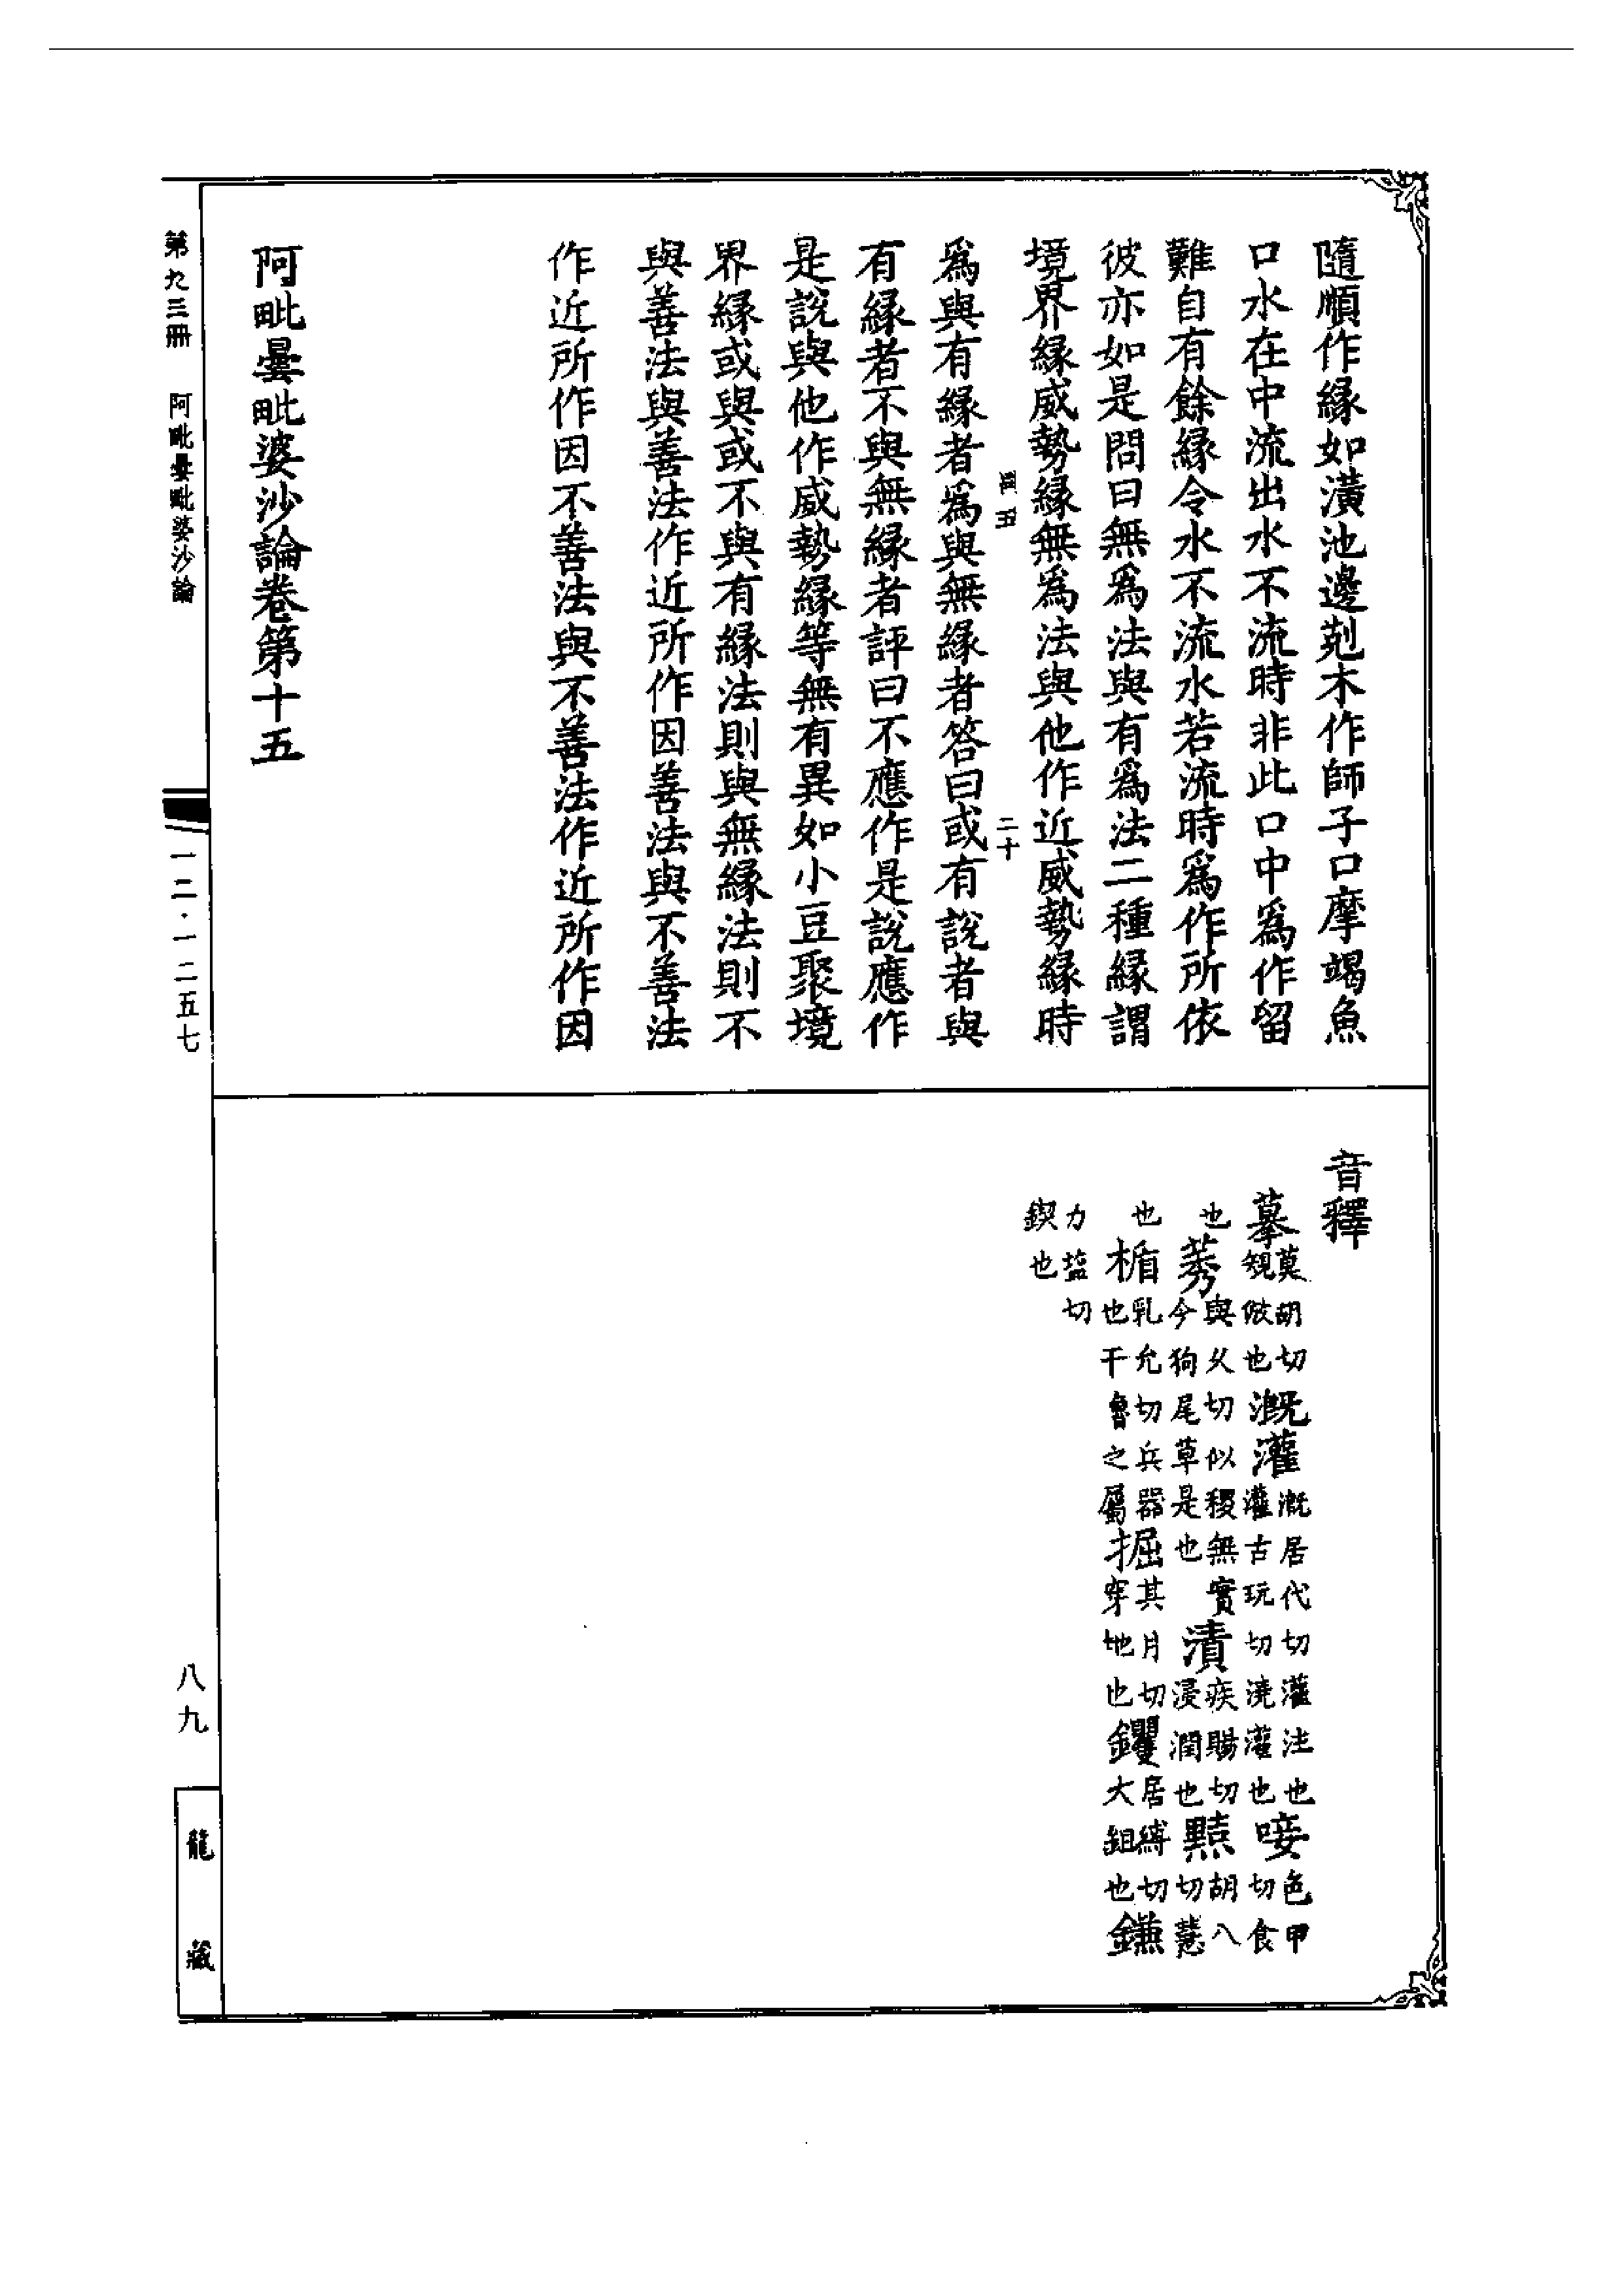 隨順作緣如潢池邊剋木作師子口摩竭魚
口水在中流出水不流時非此口中爲作留
難自有餘緣令水不流水若流時爲作所依
彼亦如是問曰無爲法與有爲法二種緣謂
境界緣威勢緣無爲法與他作近威勢緣時
二十
爲與有緣者爲與無緣者答曰或有說者與
有緣者不與無緣者評曰不應作是說應作
是說與他作威勢緣等無有異如小豆聚境
界緣或與或不與有緣法則與無緣法則不
與善法與善法作近所作因善法與不善法
作近所作因不善法與不善法作近所作因
阿毗曇毗婆沙論卷第十五
音釋
摹莫胡切規倣也溉灌溉居代切灌注也灌古玩切澆灌也唼色甲切食
也莠與久切似稷無實今狗尾草是也漬疾賜切浸潤也黠胡八切慧
也楯乳允切兵器也干魯之屬掘其月切穿地也钁居縛切大鉏也鎌
力鹽切鍥也
第九三冊 阿毗曇毗婆沙論
一二·一二五七
八九
龍藏